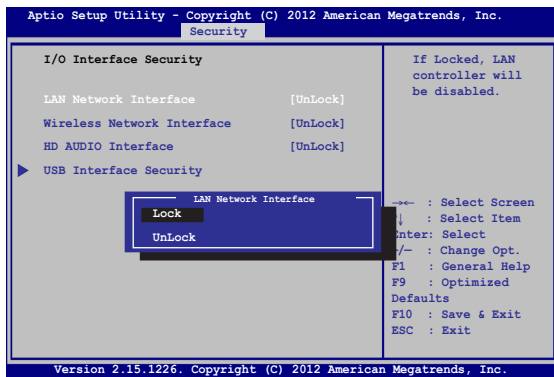 Aptio Setup Utility - Copyright (C) 2012 American Megatrends, Inc.
Security
I/O Interface Security
LAN Network Interface [UnLock]
Wireless Network Interface [UnLock]
HD AUDIO Interface [UnLock]
USB Interface Security
LAN Network Interface
Lock
UnLock
If Locked, LAN
controller will
be disabled.
→← : Select Screen
↑↓ : Select Item
Enter: Select
+/— : Change Opt.
F1 : General Help
F9 : Optimized
Defaults
F10 : Save & Exit
ESC : Exit
Version 2.15.1226. Copyright (C) 2012 American Megatrends, Inc.